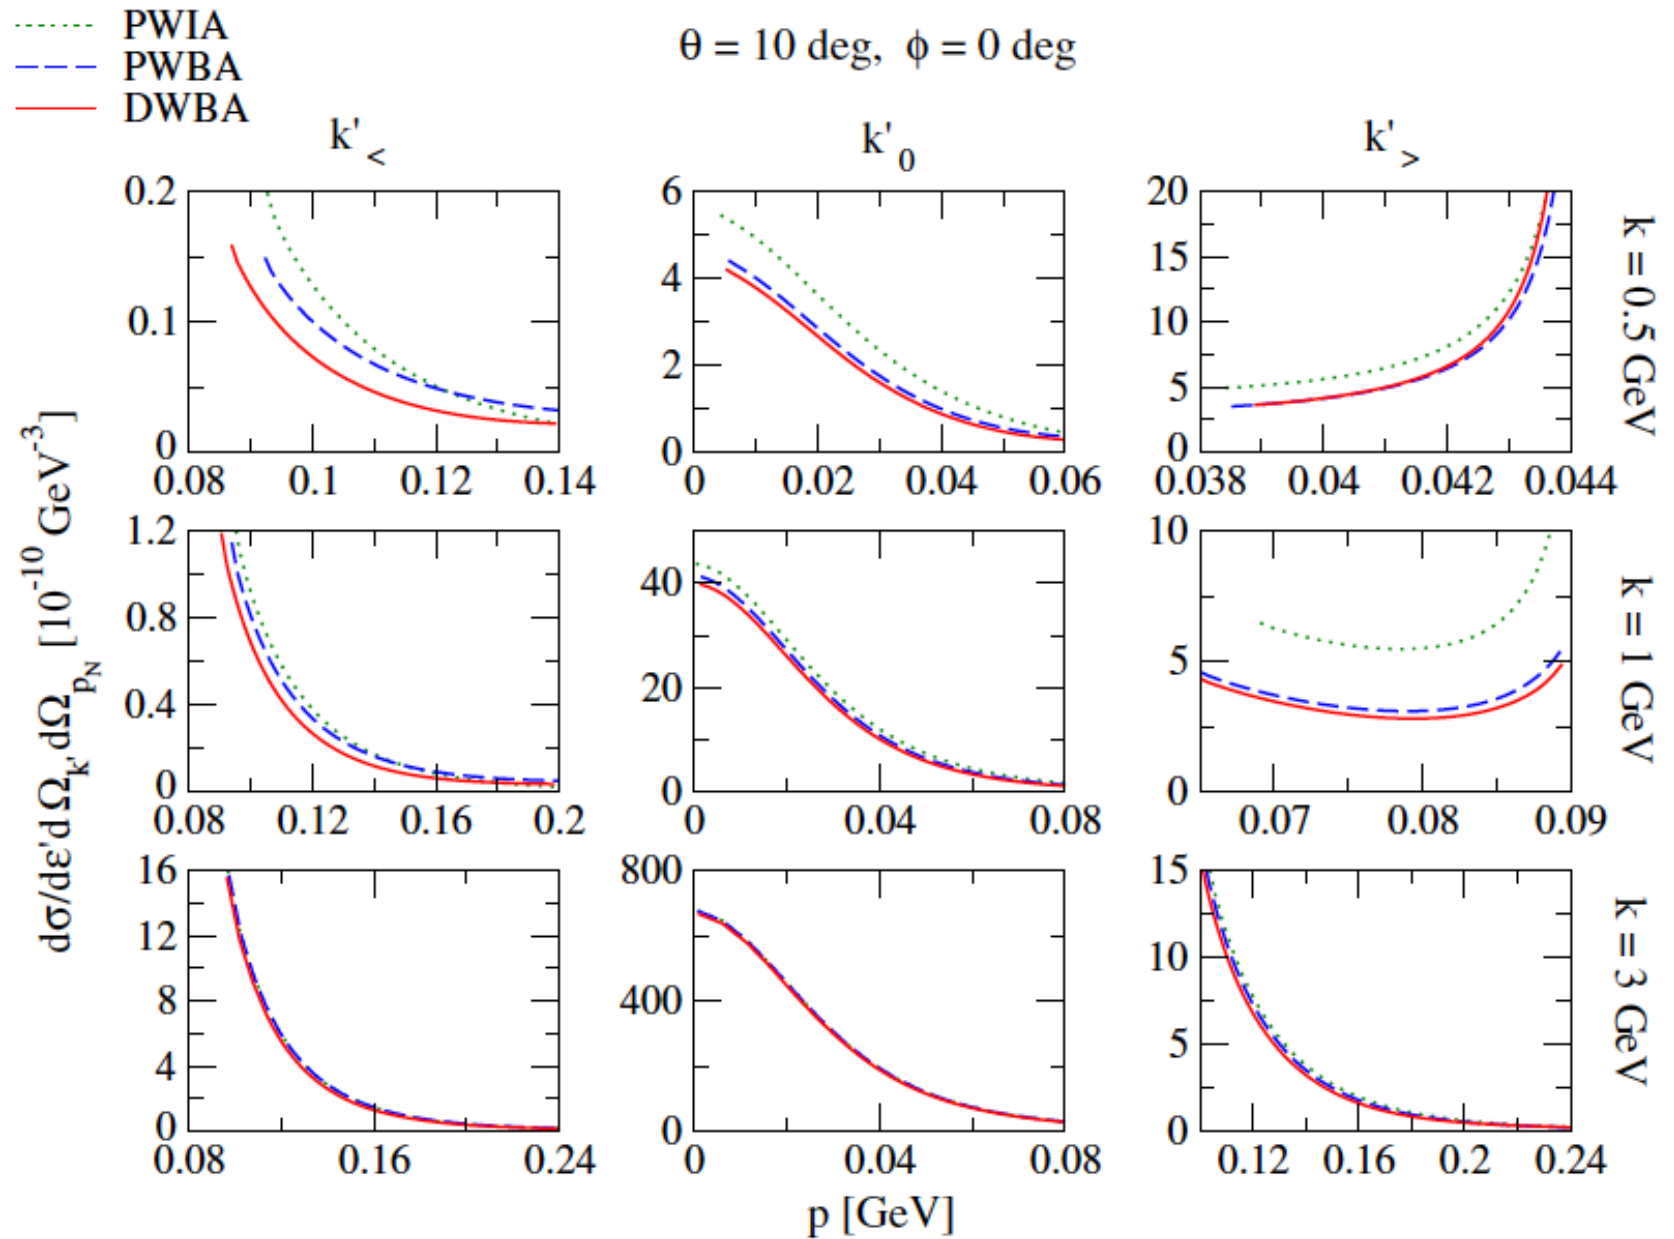 PWIA
PWBA
DWBA
θ = 10 deg, ϕ = 0 deg
k'<
k'0
k'>
0.2
0.1
0
0.08 0.1 0.12 0.14
6
4
2
0
0 0.02 0.04 0.06
20
15
10
5
0
0.038 0.04 0.042 0.044
k = 0.5 GeV
1.2
0.8
0.4
0
0.08 0.12 0.16 0.2
40
20
0
0 0.04 0.08
10
5
0
0.07 0.08 0.09
k = 1 GeV
16
12
8
4
0
0.08 0.16 0.24
800
400
0
0 0.04 0.08
15
10
5
0
0.12 0.16 0.2 0.24
k = 3 GeV
dσ/dε'dΩk'dΩpN [10-10 GeV-3]
p [GeV]